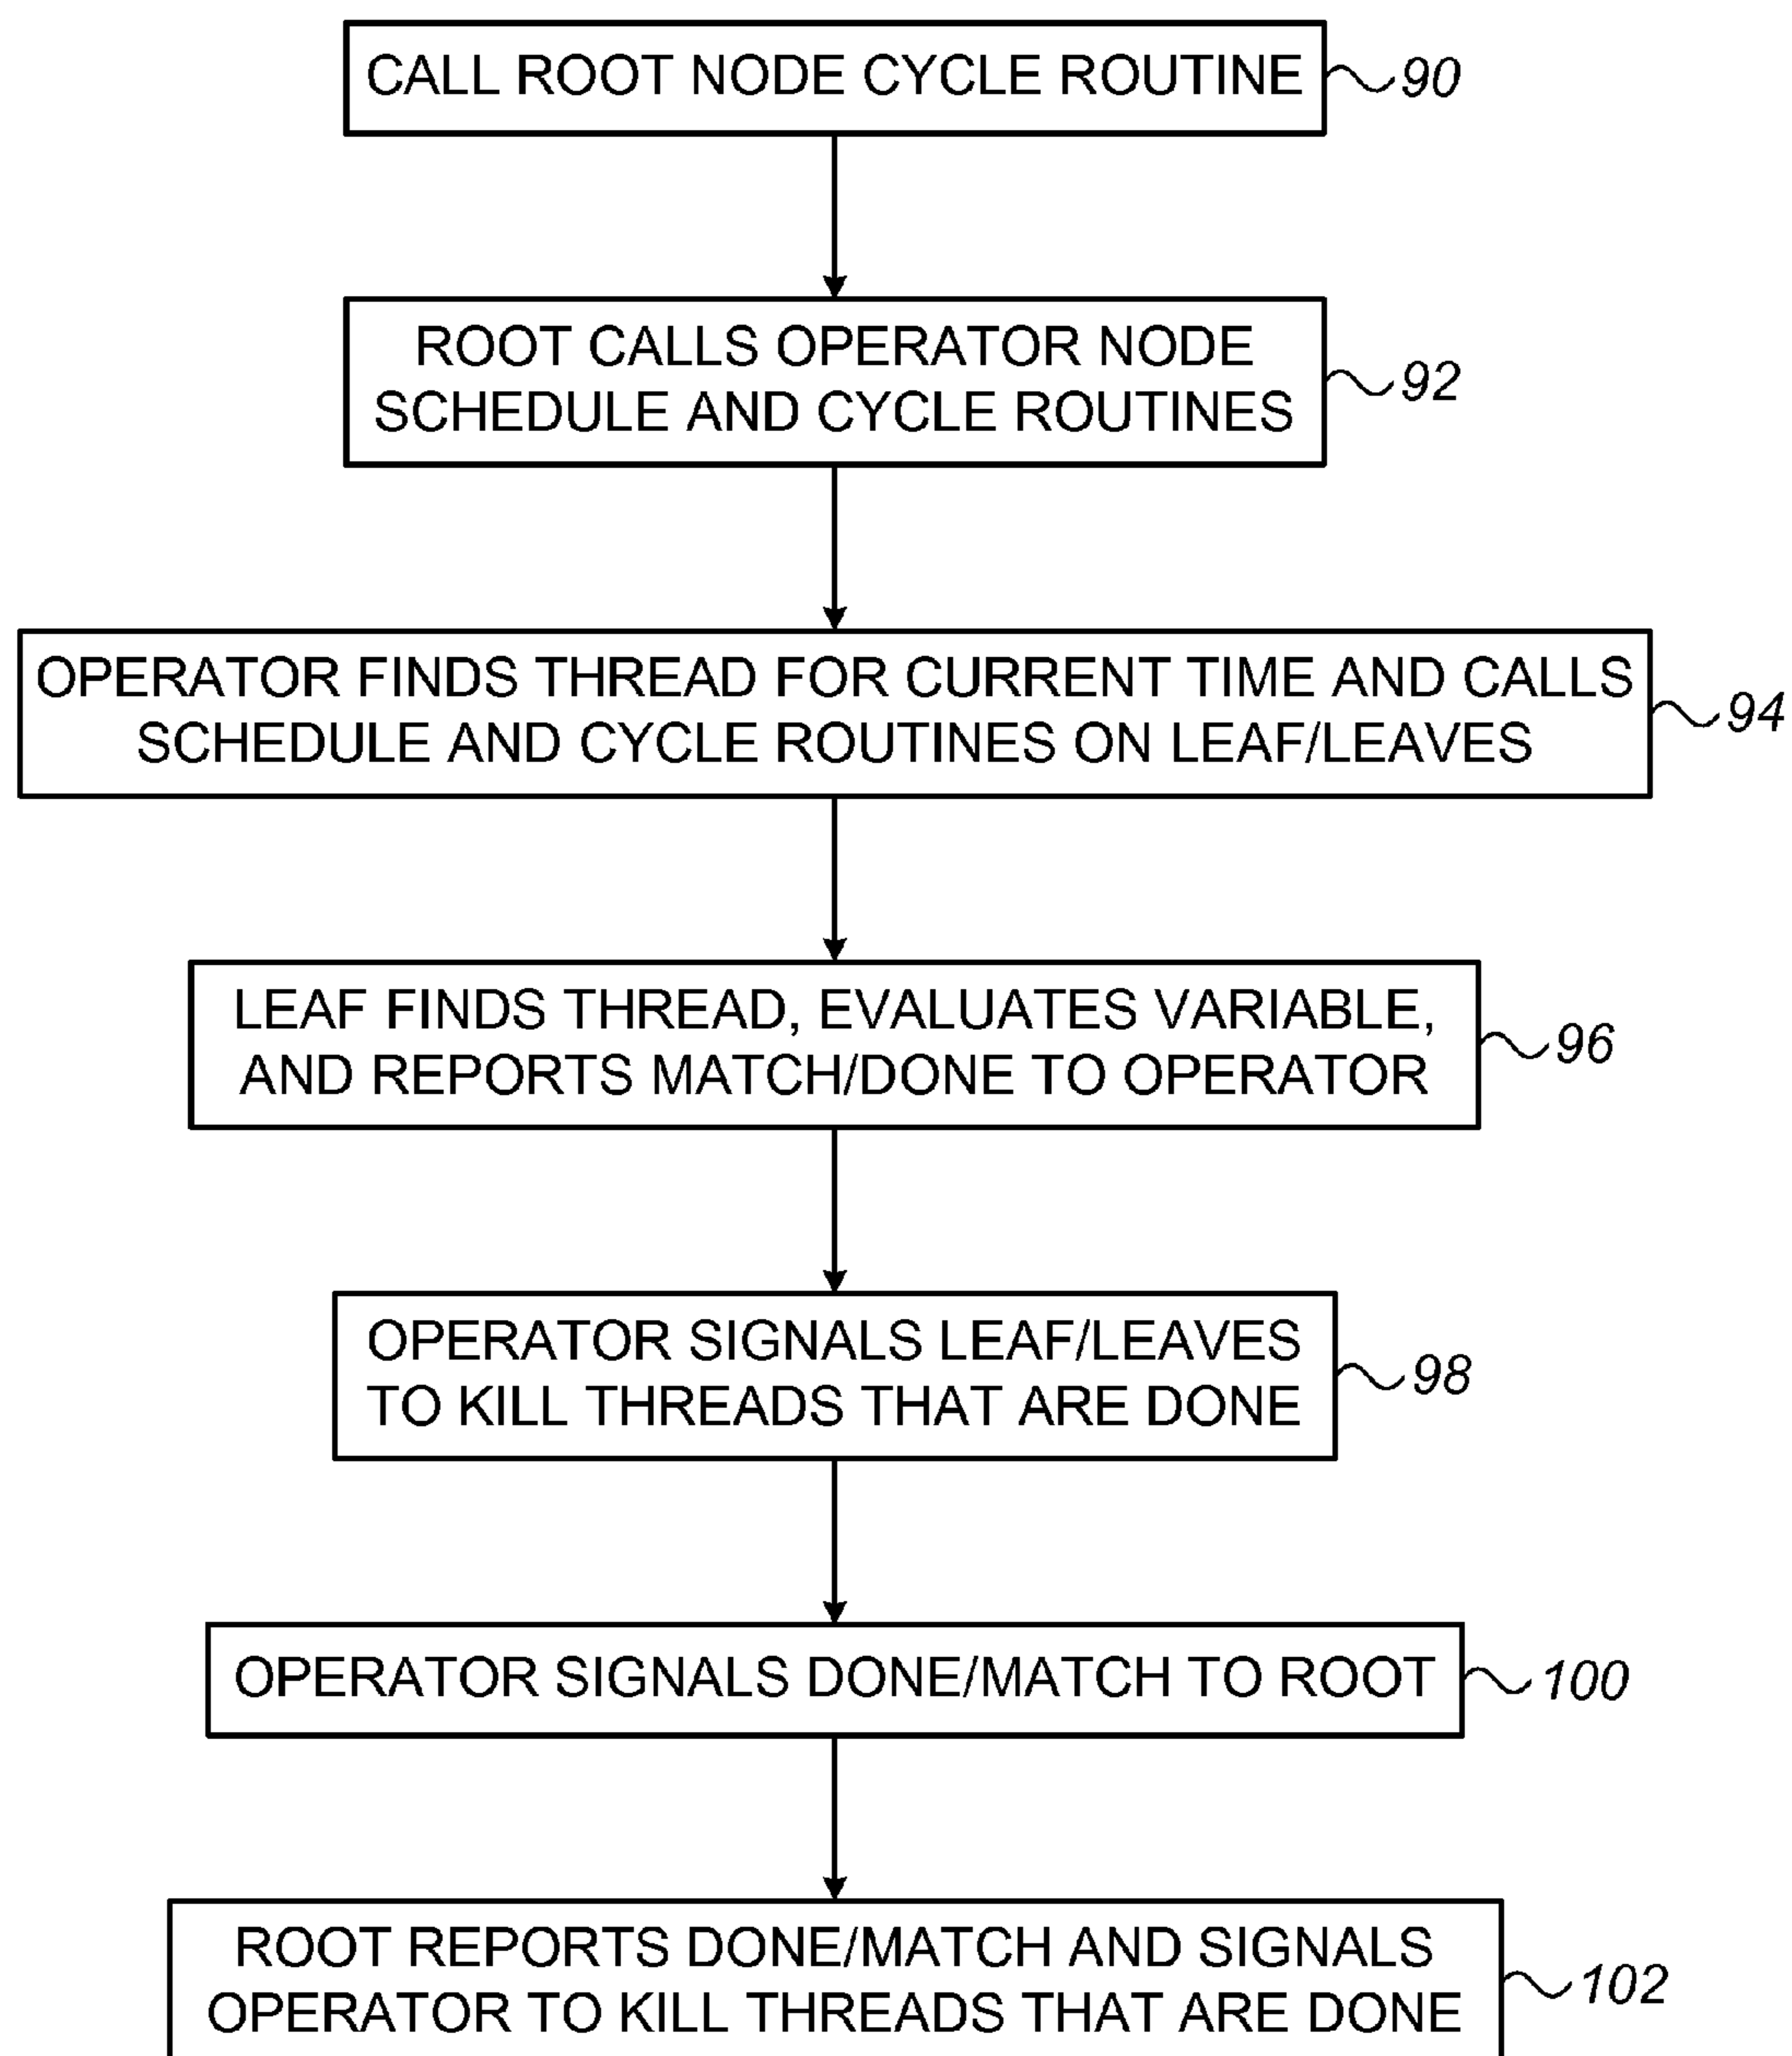 CALL ROOT NODE CYCLE ROUTINE 90
ROOT CALLS OPERATOR NODE
SCHEDULE AND CYCLE ROUTINES 92
OPERATOR FINDS THREAD FOR CURRENT TIME AND CALLS
SCHEDULE AND CYCLE ROUTINES ON LEAF/LEAVES 94
LEAF FINDS THREAD, EVALUATES VARIABLE,
AND REPORTS MATCH/DONE TO OPERATOR 96
OPERATOR SIGNALS LEAF/LEAVES
TO KILL THREADS THAT ARE DONE 98
OPERATOR SIGNALS DONE/MATCH TO ROOT 100
ROOT REPORTS DONE/MATCH AND SIGNALS
OPERATOR TO KILL THREADS THAT ARE DONE 102